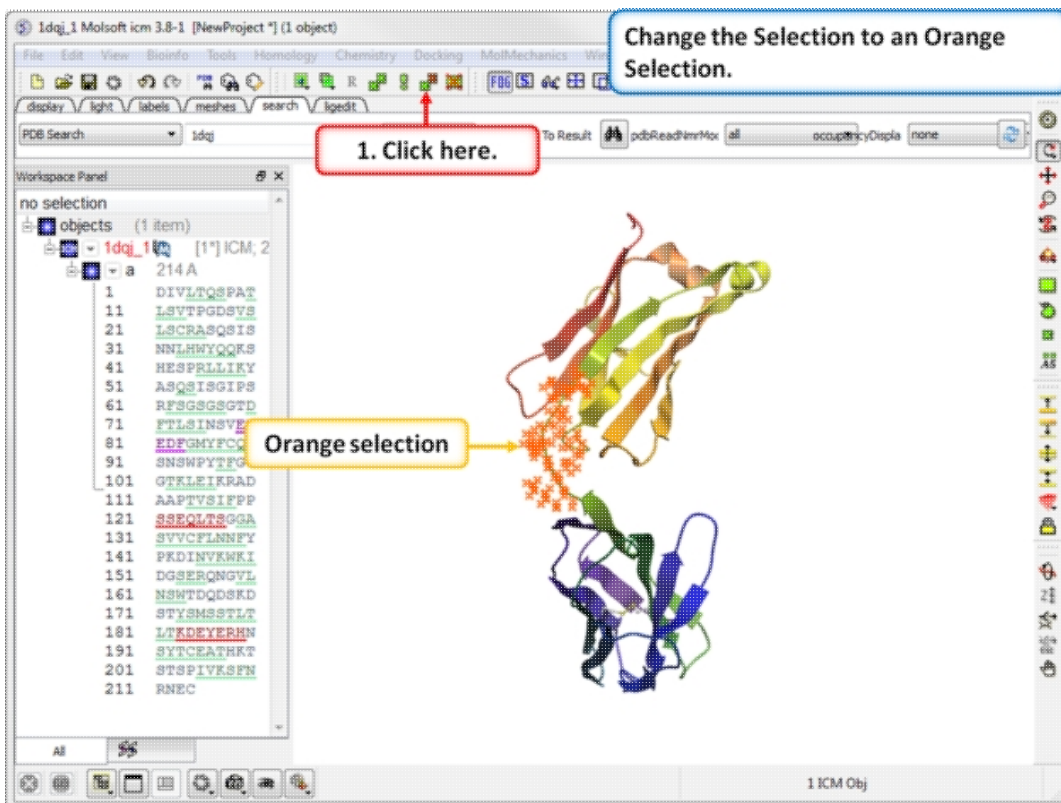 1dqj_1 Molsoft icm 3.8-1 [NewProject *] (1 object)
Change the Selection to an Orange
Selection.
File Edit View Bioinfo Tools Homology Chemistry Docking MolMechanics
display light labels meshes search ligedit
PDB Search 1dqj To Result pdbReadNmrMod all occupancyDispla none
1. Click here.
Workspace Panel
no selection
objects (1 item)
1dqj_1 [1*] ICM; 2
a 214 A
1 DIVLTQSPAT
11 LSVTPGDSVS
21 LSCRASQSIS
31 NNLHWYQQKS
41 HESPRLLIKY
51 ASQSISGIPS
61 RFSGSGSGTD
71 FTLSINSVE
81 EDFGMYFCQ
91 SNSWPYTFG
101 GTKLEIKRAD
111 AAPTVSIFPP
121 SSEQLTSGGA
131 SVVCFLNNFY
141 PKDINVKWKI
151 DGSERQNGVL
161 NSWTDQDSKD
171 STYSMSSTLT
181 LTKDEYERHN
191 SYTCEATHKT
201 STSPIVKSFN
211 RNEC
Orange selection
All
1 ICM Obj